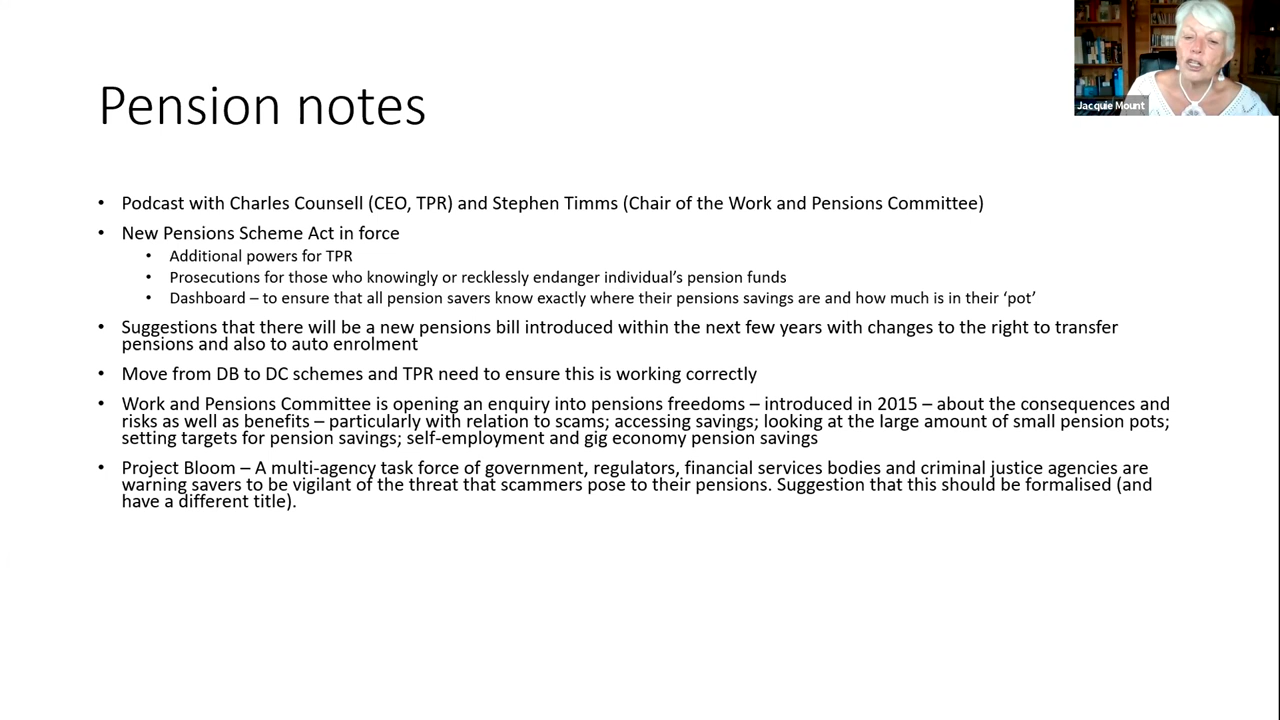 Jacquie Mount
Pension notes
• Podcast with Charles Counsell (CEO, TPR) and Stephen Timms (Chair of the Work and Pensions Committee)
• New Pensions Scheme Act in force
• Additional powers for TPR
• Prosecutions for those who knowingly or recklessly endanger individual’s pension funds
• Dashboard – to ensure that all pension savers know exactly where their pensions savings are and how much is in their ‘pot’
• Suggestions that there will be a new pensions bill introduced within the next few years with changes to the right to transfer
pensions and also to auto enrolment
• Move from DB to DC schemes and TPR need to ensure this is working correctly
• Work and Pensions Committee is opening an enquiry into pensions freedoms – introduced in 2015 – about the consequences and
risks as well as benefits – particularly with relation to scams; accessing savings; looking at the large amount of small pension pots;
setting targets for pension savings; self-employment and gig economy pension savings
• Project Bloom – A multi-agency task force of government, regulators, financial services bodies and criminal justice agencies are
warning savers to be vigilant of the threat that scammers pose to their pensions. Suggestion that this should be formalised (and
have a different title).